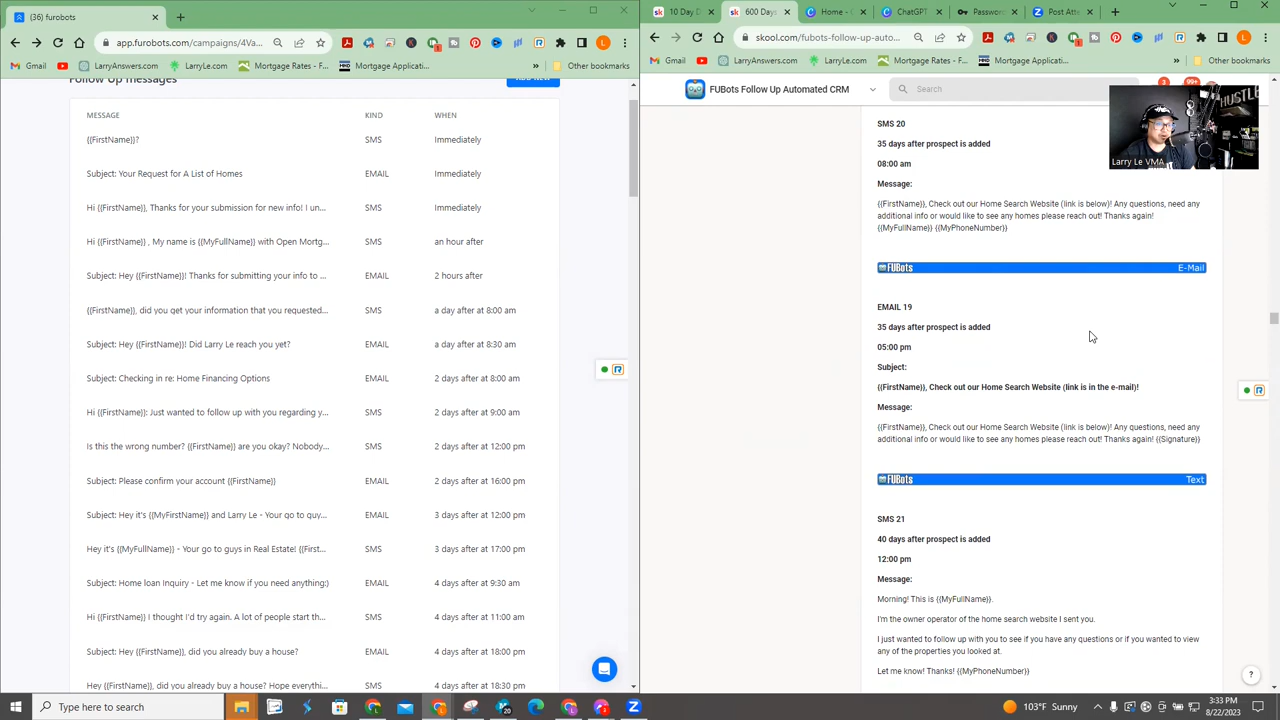 (36) furobots
app.furobots.com/campaigns/4Va...
Gmail
YouTube
LarryAnswers.com
LarryLe.com
Mortgage Rates - F...
Mortgage Applicati...
Other bookmarks
Follow Up messages
ADD NEW
MESSAGE KIND WHEN
{{FirstName}}? SMS Immediately
Subject: Your Request for A List of Homes EMAIL Immediately
Hi {{FirstName}}, Thanks for your submission for new info! I un... SMS Immediately
Hi {{FirstName}} , My name is {{MyFullName}} with Open Mortg... SMS an hour after
Subject: Hey {{FirstName}}! Thanks for submitting your info to ... EMAIL 2 hours after
{{FirstName}}, did you get your information that you requested... SMS a day after at 8:00 am
Subject: Hey {{FirstName}}! Did Larry Le reach you yet? EMAIL a day after at 8:30 am
Subject: Checking in re: Home Financing Options EMAIL 2 days after at 8:00 am
Hi {{FirstName}}: Just wanted to follow up with you regarding y... SMS 2 days after at 9:00 am
Is this the wrong number? {{FirstName}} are you okay? Nobody... SMS 2 days after at 12:00 pm
Subject: Please confirm your account {{FirstName}} EMAIL 2 days after at 16:00 pm
Subject: Hey it's {{MyFirstName}} and Larry Le - Your go to guy... EMAIL 3 days after at 12:00 pm
Hey it's {{MyFullName}} - Your go to guys in Real Estate! {{First... SMS 3 days after at 17:00 pm
Subject: Home loan Inquiry - Let me know if you need anything:) EMAIL 4 days after at 9:30 am
Hi {{FirstName}} I thought I'd try again. A lot of people start th... SMS 4 days after at 11:00 am
Subject: Hey {{FirstName}}, did you already buy a house? EMAIL 4 days after at 18:00 pm
Hey {{FirstName}}, did you already buy a house? Hope everythi... SMS 4 days after at 18:30 pm
10 Day D
600 Days
Home - C
ChatGPT
Passwor
Post Atte
skool.com/fubots-follow-up-auto...
Gmail
YouTube
LarryAnswers.com
LarryLe.com
Mortgage Rates - F...
Mortgage Applicati...
Other bookmarks
FUBots Follow Up Automated CRM
Search
3
99+
HUSTLE
Larry Le VMA
SMS 20
35 days after prospect is added
08:00 am
Message:
{{FirstName}}, Check out our Home Search Website (link is below)! Any questions, need any
additional info or would like to see any homes please reach out! Thanks again!
{{MyFullName}} {{MyPhoneNumber}}
FUBots E-Mail
EMAIL 19
35 days after prospect is added
05:00 pm
Subject:
{{FirstName}}, Check out our Home Search Website (link is in the e-mail)!
Message:
{{FirstName}}, Check out our Home Search Website (link is below)! Any questions, need any
additional info or would like to see any homes please reach out! Thanks again! {{Signature}}
FUBots Text
SMS 21
40 days after prospect is added
12:00 pm
Message:
Morning! This is {{MyFullName}}.
I'm the owner operator of the home search website I sent you.
I just wanted to follow up with you to see if you have any questions or if you wanted to view
any of the properties you looked at.
Let me know! Thanks! {{MyPhoneNumber}}
Type here to search
20
103°F Sunny
3:33 PM
8/22/2023